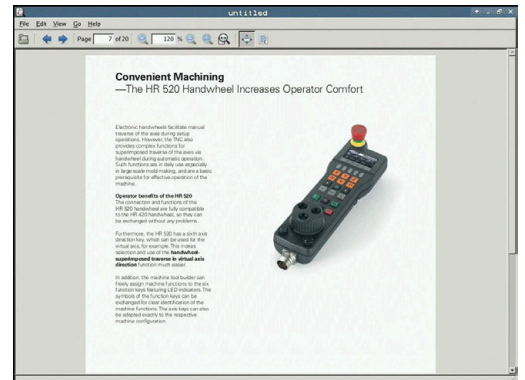 untitled
File Edit View Go Help
Page 7 of 20 120 %
Convenient Machining
—The HR 520 Handwheel Increases Operator Comfort
Electronic handwheels facilitate manual
traverse of the axes during setup
operations. However, the TNC also
provides complex functions for
superimposed traverse of the axes via
handwheel during automatic operation.
Such functions are in daily use especially
in large-scale mold making, and are a basic
prerequisite for effective operation of the
machine.
Operator benefits of the HR 520
The connection and functions of the
HR 520 handwheel are fully compatible
to the HR 420 handwheel, so they can
be exchanged without any problems.
Furthermore, the HR 520 has a sixth axis
direction key, which can be used for the
virtual axis, for example. This makes
selection and use of the handwheel-
superimposed traverse in virtual axis
direction function much easier.
In addition, the machine tool builder can
freely assign machine functions to the six
function keys featuring LED indicators. The
symbols of the function keys can be
exchanged for clear identification of the
machine functions. The axis keys can also
be adapted exactly to the respective
machine configuration.